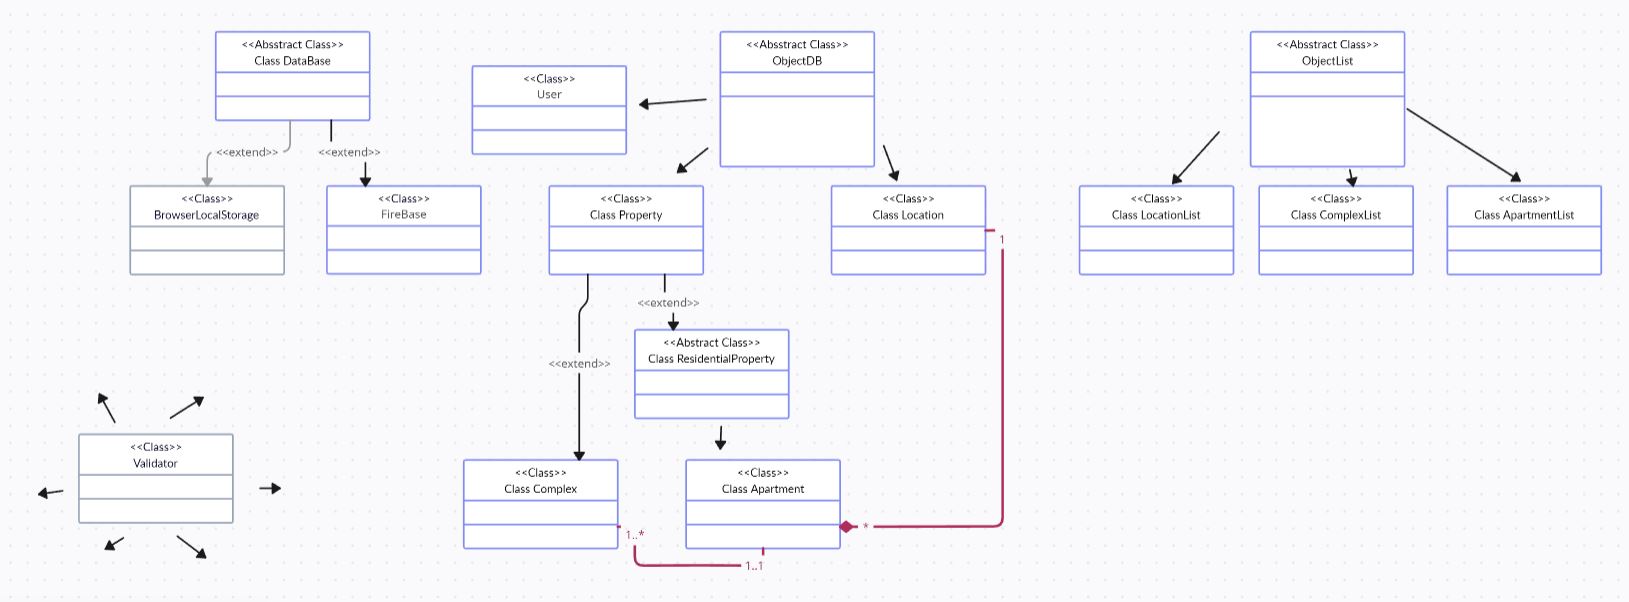 <<Absstract Class>>
Class DataBase
<<Class>>
User
<<Absstract Class>>
ObjectDB
<<Absstract Class>>
ObjectList
<<extend>>
<<extend>>
<<Class>>
BrowserLocalStorage
<<Class>>
FireBase
<<Class>>
Class Property
<<Class>>
Class Location
1
<<Class>>
Class LocationList
<<Class>>
Class ComplexList
<<Class>>
Class ApartmentList
<<extend>>
<<extend>>
<<Abstract Class>>
Class ResidentialProperty
<<Class>>
Validator
<<Class>>
Class Complex
<<Class>>
Class Apartment
*
1..*
1..1